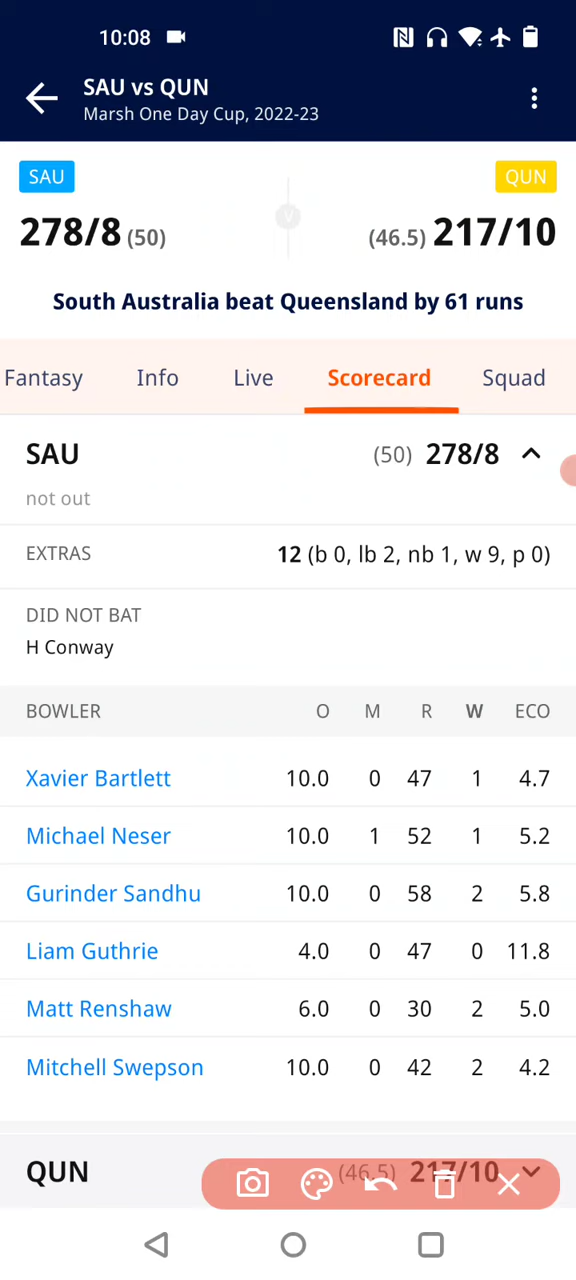 10:08
SAU vs QUN
Marsh One Day Cup, 2022-23
SAU QUN
278/8 (50) V (46.5) 217/10
South Australia beat Queensland by 61 runs
Fantasy Info Live Scorecard Squad
SAU (50) 278/8
not out
EXTRAS 12 (b 0, lb 2, nb 1, w 9, p 0)
DID NOT BAT
H Conway
BOWLER O M R W ECO
Xavier Bartlett 10.0 0 47 1 4.7
Michael Neser 10.0 1 52 1 5.2
Gurinder Sandhu 10.0 0 58 2 5.8
Liam Guthrie 4.0 0 47 0 11.8
Matt Renshaw 6.0 0 30 2 5.0
Mitchell Swepson 10.0 0 42 2 4.2
QUN (46.5) 217/10